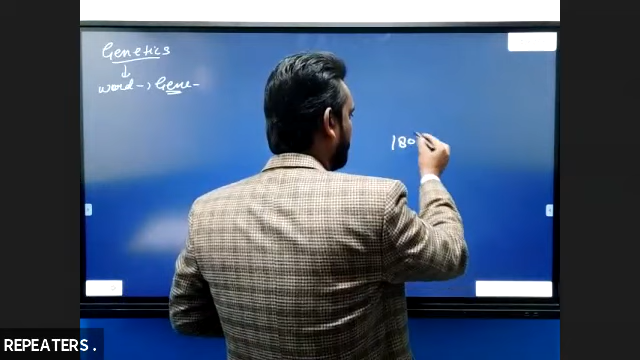 Genetics
↓
word -> Gene -
180
REPEATERS .